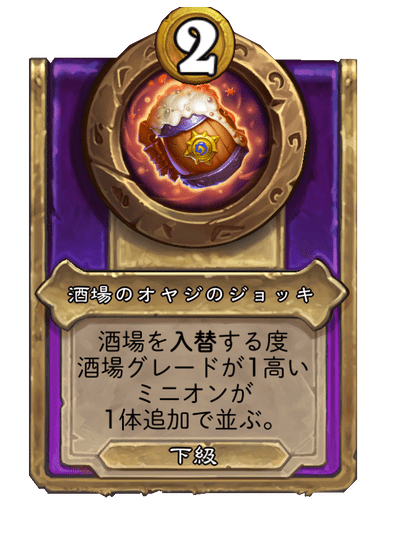 2
酒場のオヤジのジョッキ
酒場を入替する度
酒場グレードが1高い
ミニオンが
1体追加で並ぶ。
下級